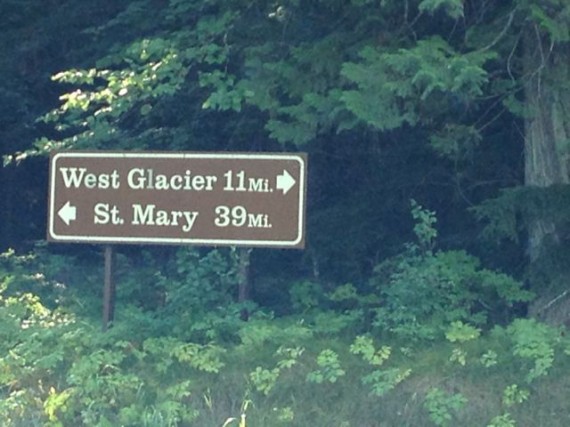 West Glacier 11Mi.
St. Mary 39Mi.